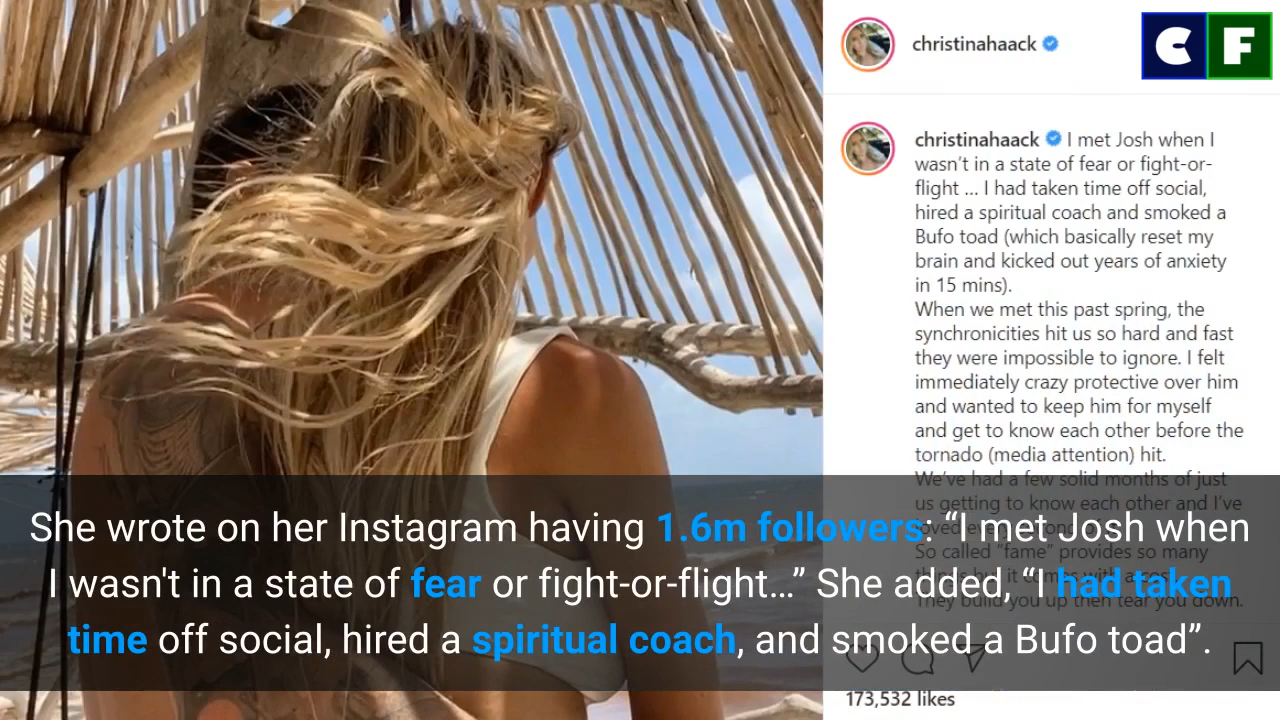 christinahaack
CF
christinahaack I met Josh when I
wasn't in a state of fear or fight-or-
flight ... I had taken time off social,
hired a spiritual coach and smoked a
Bufo toad (which basically reset my
brain and kicked out years of anxiety
in 15 mins).
When we met this past spring, the
synchronicities hit us so hard and fast
they were impossible to ignore. I felt
immediately crazy protective over him
and wanted to keep him for myself
and get to know each other before the
tornado (media attention) hit.
We've had a few solid months of just
us getting to know each other and I've
So called "fame" provides so many
They build you up then tear you down.
She wrote on her Instagram having 1.6m followers: “I met Josh when
I wasn't in a state of fear or fight-or-flight...” She added, “I had taken
time off social, hired a spiritual coach, and smoked a Bufo toad”.
173,532 likes